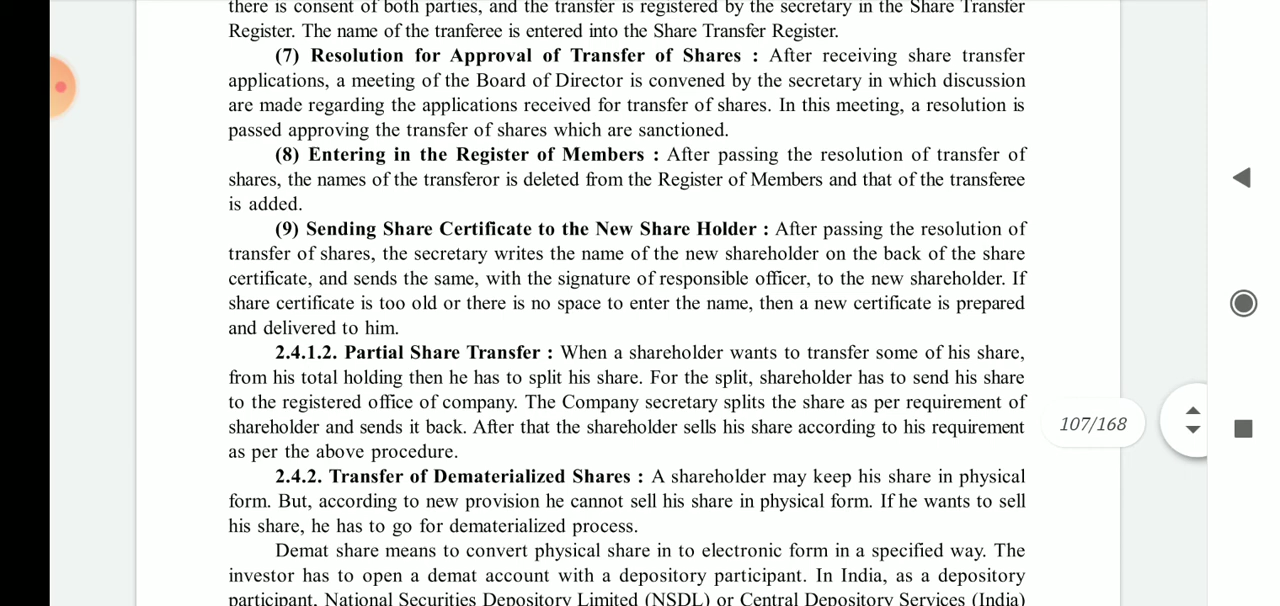 there is consent of both parties, and the transfer is registered by the secretary in the Share Transfer
Register. The name of the tranferee is entered into the Share Transfer Register.
(7) Resolution for Approval of Transfer of Shares : After receiving share transfer
applications, a meeting of the Board of Director is convened by the secretary in which discussion
are made regarding the applications received for transfer of shares. In this meeting, a resolution is
passed approving the transfer of shares which are sanctioned.
(8) Entering in the Register of Members : After passing the resolution of transfer of
shares, the names of the transferor is deleted from the Register of Members and that of the transferee
is added.
(9) Sending Share Certificate to the New Share Holder : After passing the resolution of
transfer of shares, the secretary writes the name of the new shareholder on the back of the share
certificate, and sends the same, with the signature of responsible officer, to the new shareholder. If
share certificate is too old or there is no space to enter the name, then a new certificate is prepared
and delivered to him.
2.4.1.2. Partial Share Transfer : When a shareholder wants to transfer some of his share,
from his total holding then he has to split his share. For the split, shareholder has to send his share
to the registered office of company. The Company secretary splits the share as per requirement of
shareholder and sends it back. After that the shareholder sells his share according to his requirement
as per the above procedure.
2.4.2. Transfer of Dematerialized Shares : A shareholder may keep his share in physical
form. But, according to new provision he cannot sell his share in physical form. If he wants to sell
his share, he has to go for dematerialized process.
Demat share means to convert physical share in to electronic form in a specified way. The
investor has to open a demat account with a depository participant. In India, as a depository
participant, National Securities Depository Limited (NSDL) or Central Depository Services (India)
107/168